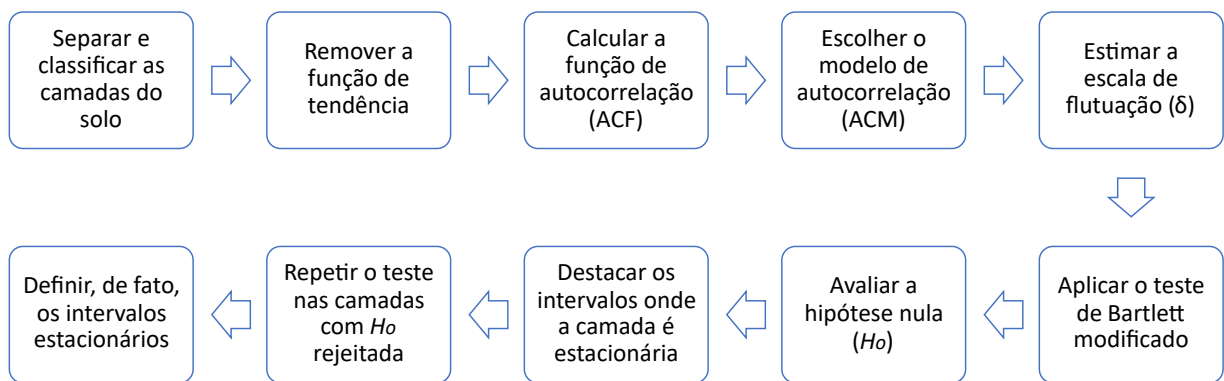 Separar e
classificar as
camadas do
solo
Remover a
função de
tendência
Calcular a
função de
autocorrelação
(ACF)
Escolher o
modelo de
autocorrelação
(ACM)
Estimar a
escala de
flutuação (δ)
Aplicar o teste
de Bartlett
modificado
Avaliar a
hipótese nula
(Ho)
Destacar os
intervalos onde
a camada é
estacionária
Repetir o teste
nas camadas
com Ho
rejeitada
Definir, de fato,
os intervalos
estacionários